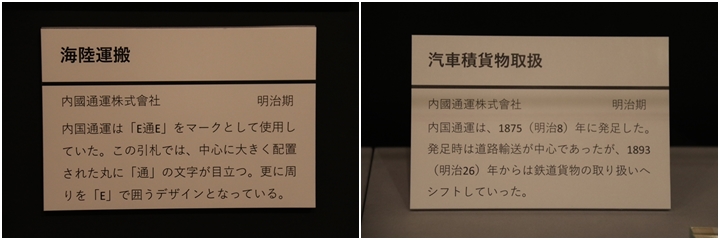 海陸運搬
内國通運株式會社 明治期
内国通運は「E通E」をマークとして使用し
ていた。この引札では、中心に大きく配置
された丸に「通」の文字が目立つ。更に周
りを「E」で囲うデザインとなっている。
汽車積貨物取扱
内國通運株式會社 明治期
内国通運は、1875（明治8）年に発足した。
発足時は道路輸送が中心であったが、1893
（明治26）年からは鉄道貨物の取り扱いへ
シフトしていった。